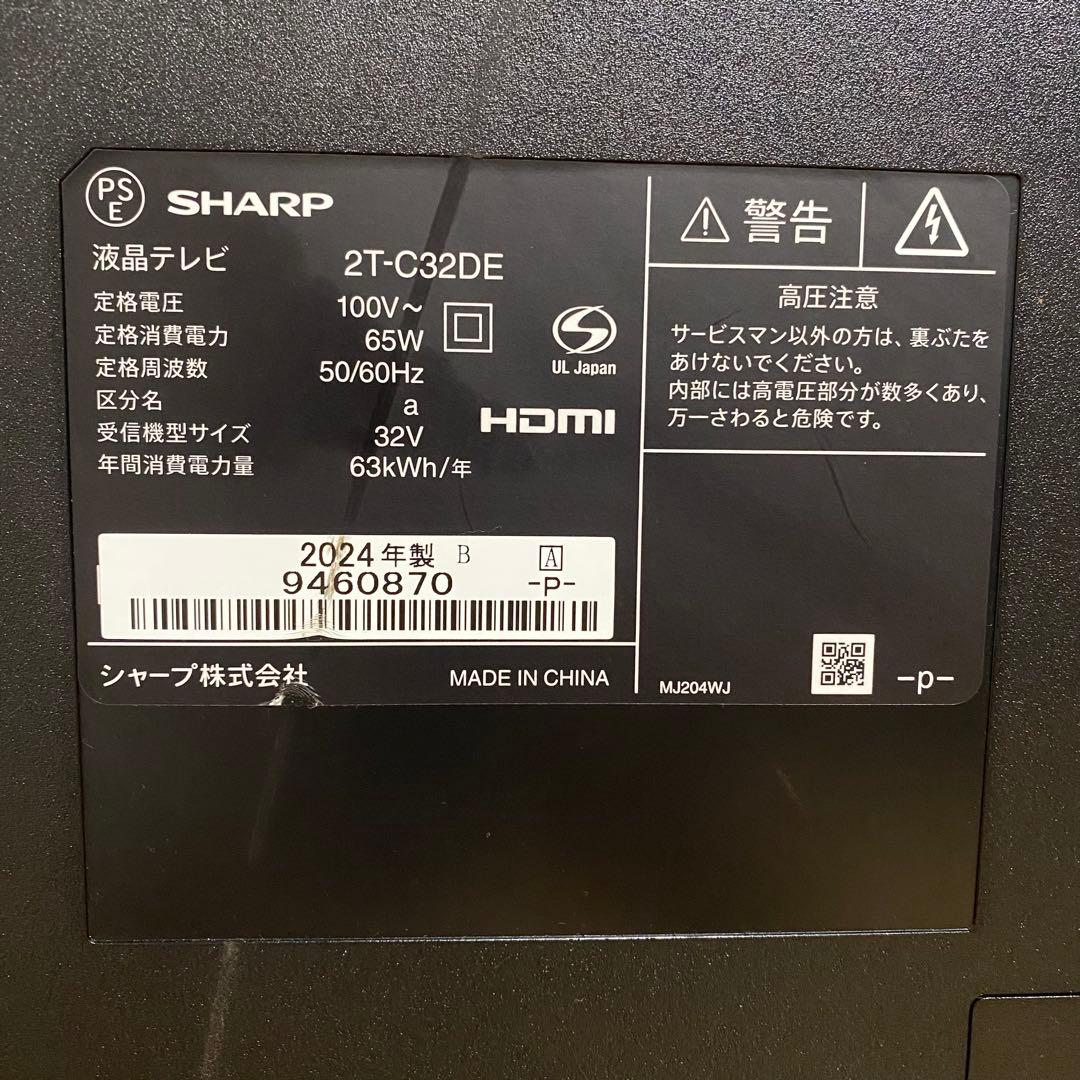 PSE SHARP
液晶テレビ 2T-C32DE
定格電圧 100V~
定格消費電力 65W
定格周波数 50/60Hz
区分名 a
受信機型サイズ 32V
年間消費電力量 63kWh/年
UL Japan
HDMI
2024年製 B A
9460870 -P-
シャープ株式会社 MADE IN CHINA
警告
高圧注意
サービスマン以外の方は、裏ぶたを
あけないでください。
内部には高電圧部分が数多くあり、
万一さわると危険です。
MJ204WJ -p-